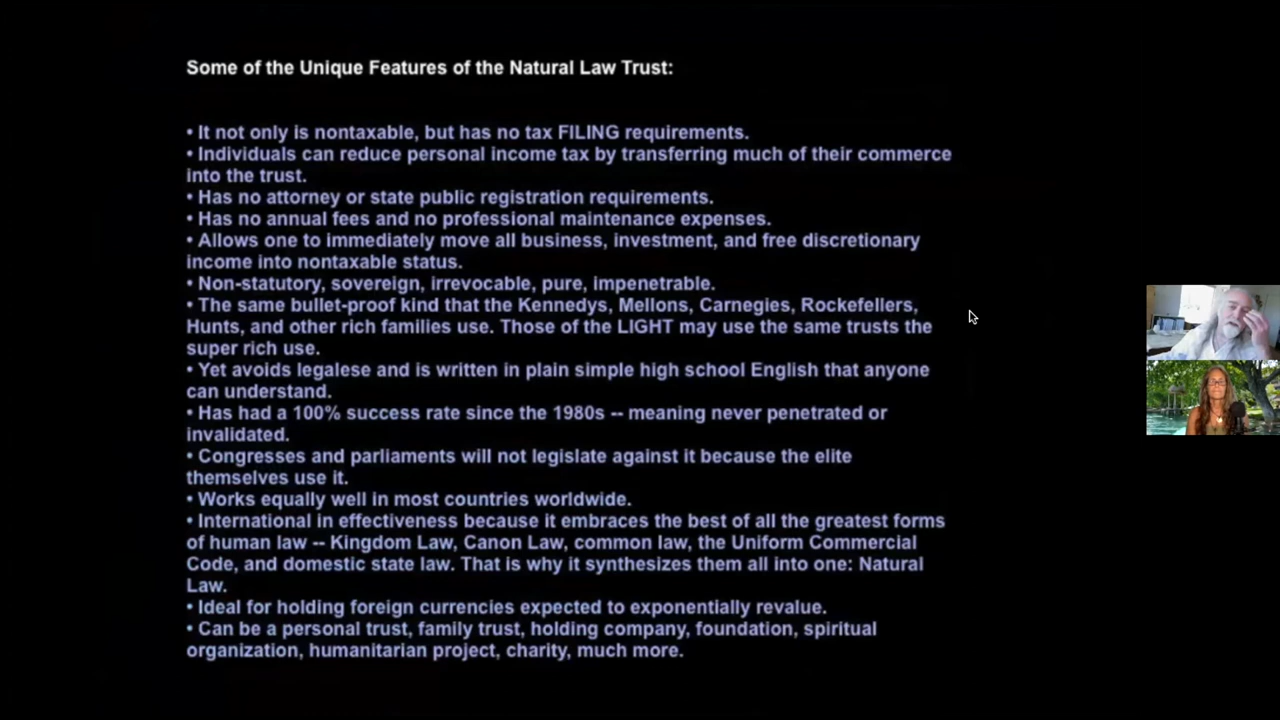 Some of the Unique Features of the Natural Law Trust:
• It not only is nontaxable, but has no tax FILING requirements.
• Individuals can reduce personal income tax by transferring much of their commerce
into the trust.
• Has no attorney or state public registration requirements.
• Has no annual fees and no professional maintenance expenses.
• Allows one to immediately move all business, investment, and free discretionary
income into nontaxable status.
• Non-statutory, sovereign, irrevocable, pure, impenetrable.
• The same bullet-proof kind that the Kennedys, Mellons, Carnegies, Rockefellers,
Hunts, and other rich families use. Those of the LIGHT may use the same trusts the
super rich use.
• Yet avoids legalese and is written in plain simple high school English that anyone
can understand.
• Has had a 100% success rate since the 1980s -- meaning never penetrated or
invalidated.
• Congresses and parliaments will not legislate against it because the elite
themselves use it.
• Works equally well in most countries worldwide.
• International in effectiveness because it embraces the best of all the greatest forms
of human law -- Kingdom Law, Canon Law, common law, the Uniform Commercial
Code, and domestic state law. That is why it synthesizes them all into one: Natural
Law.
• Ideal for holding foreign currencies expected to exponentially revalue.
• Can be a personal trust, family trust, holding company, foundation, spiritual
organization, humanitarian project, charity, much more.